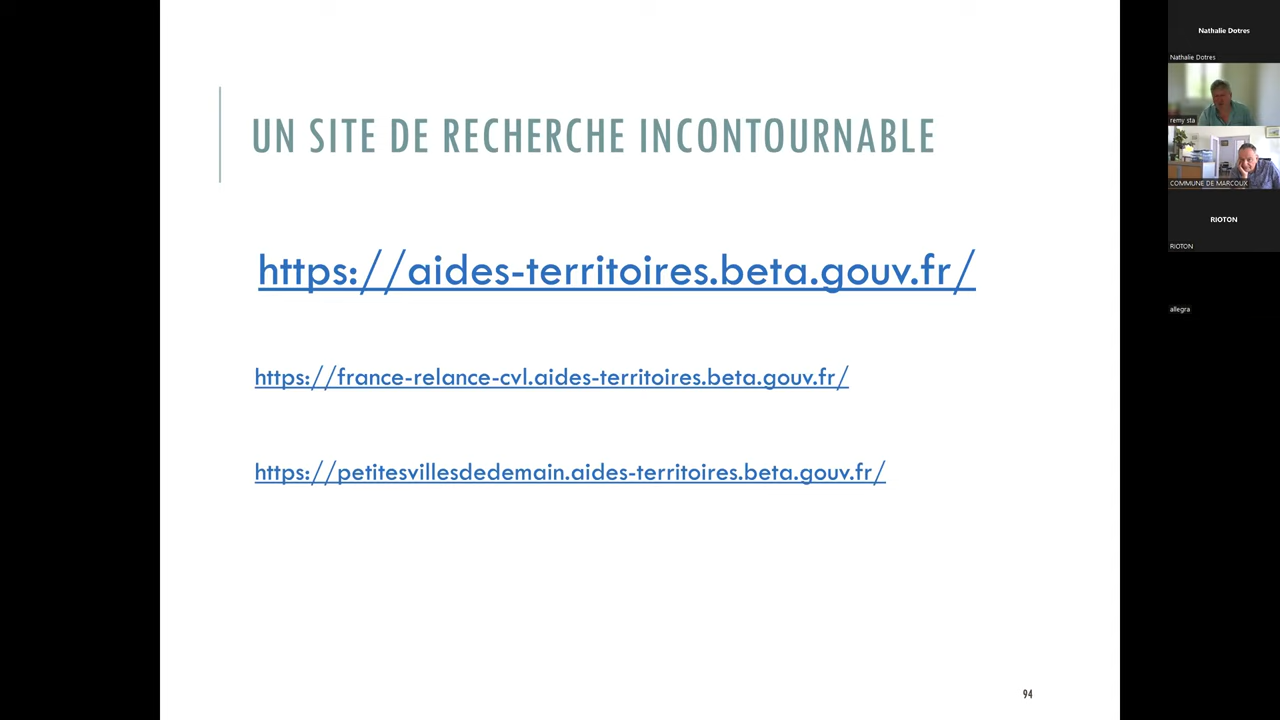 UN SITE DE RECHERCHE INCONTOURNABLE
https://aides-territoires.beta.gouv.fr/
https://france-relance-cvl.aides-territoires.beta.gouv.fr/
https://petitesvillesdedemain.aides-territoires.beta.gouv.fr/
94
Nathalie Dotres
Nathalie Dotres
remy sta
COMMUNE DE MARCOUX
RIOTON
RIOTON
allegra